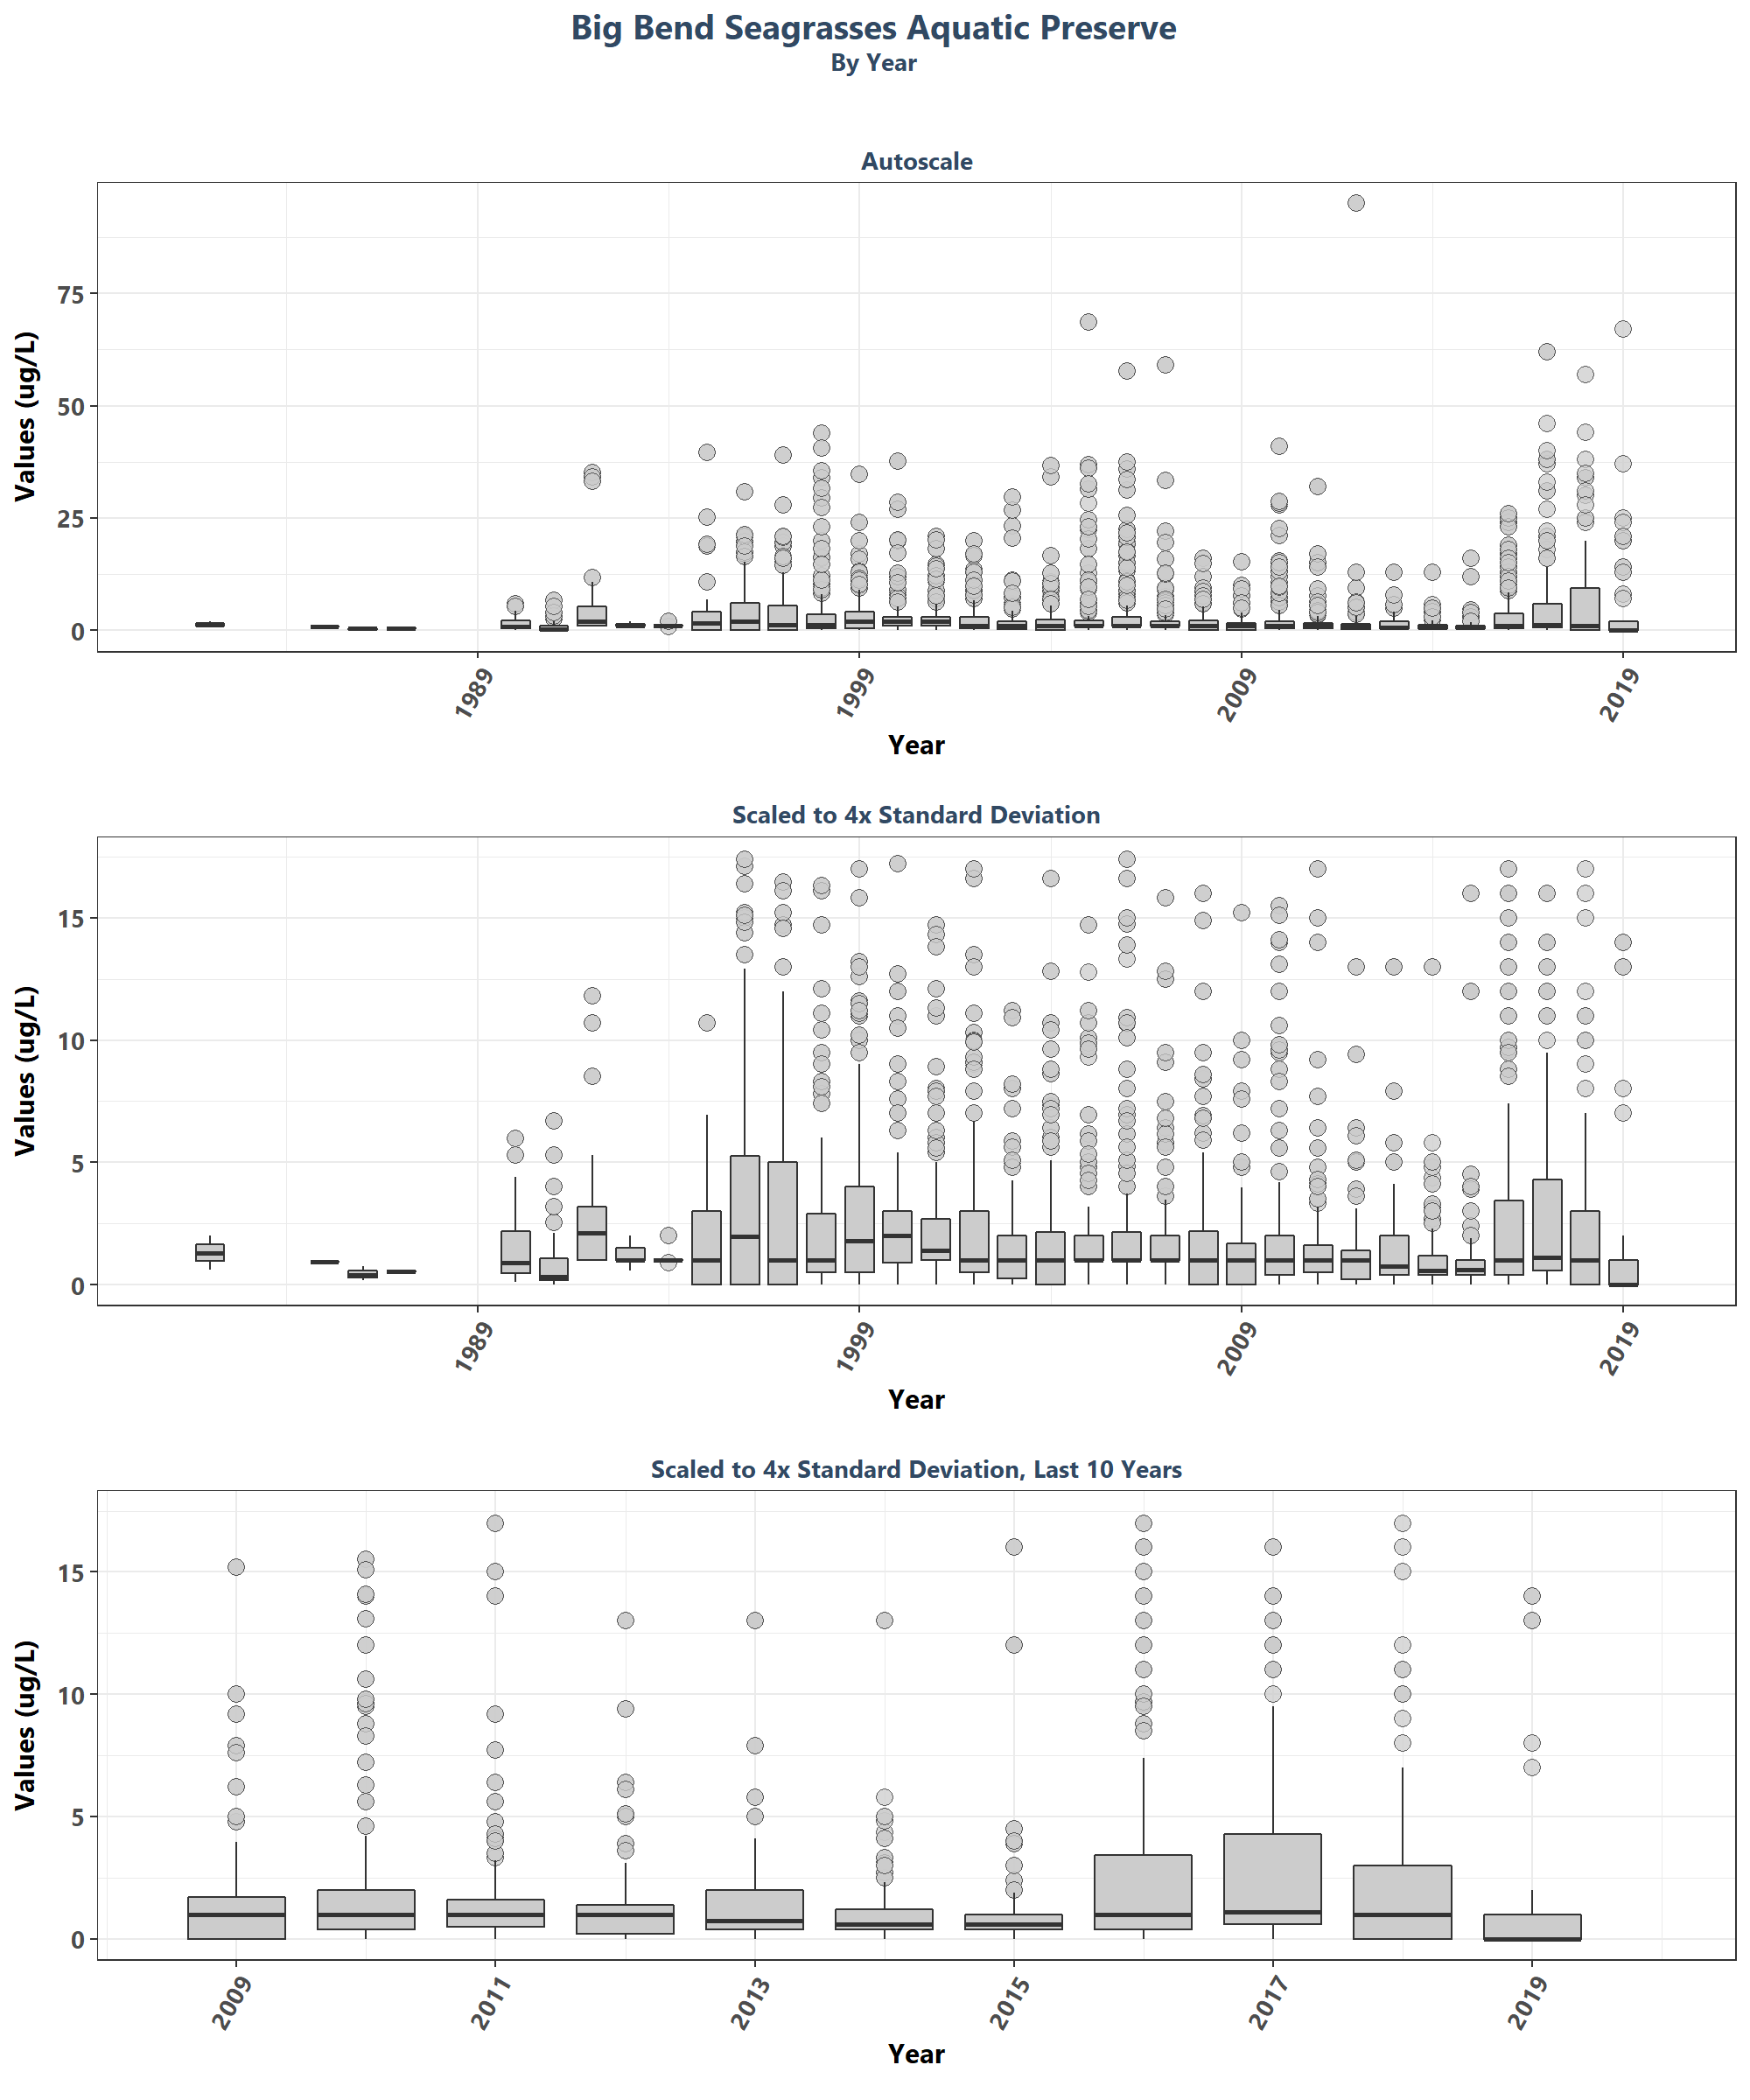 Big Bend Seagrasses Aquatic Preserve
By Year
Autoscale
Values (ug/L)
75
50
25
0
1989 1999 2009 2019
Year
Scaled to 4x Standard Deviation
Values (ug/L)
15
10
5
0
1989 1999 2009 2019
Year
Scaled to 4x Standard Deviation, Last 10 Years
Values (ug/L)
15
10
5
0
2009 2011 2013 2015 2017 2019
Year